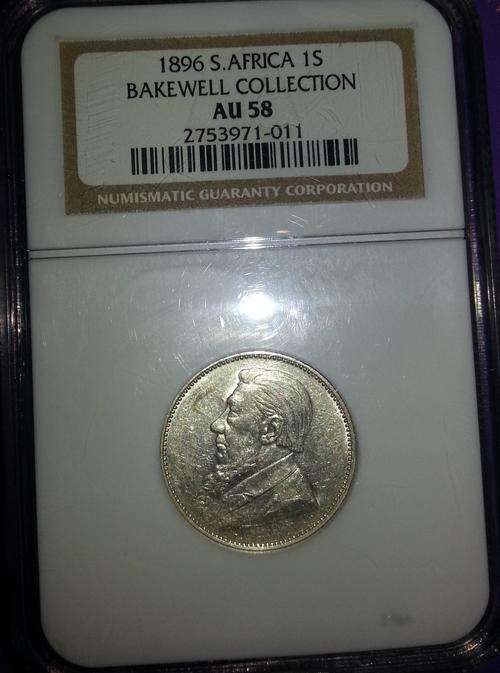 1896 S.AFRICA 1S
BAKEWELL COLLECTION
AU 58
2753971-011
NUMISMATIC GUARANTY CORPORATION